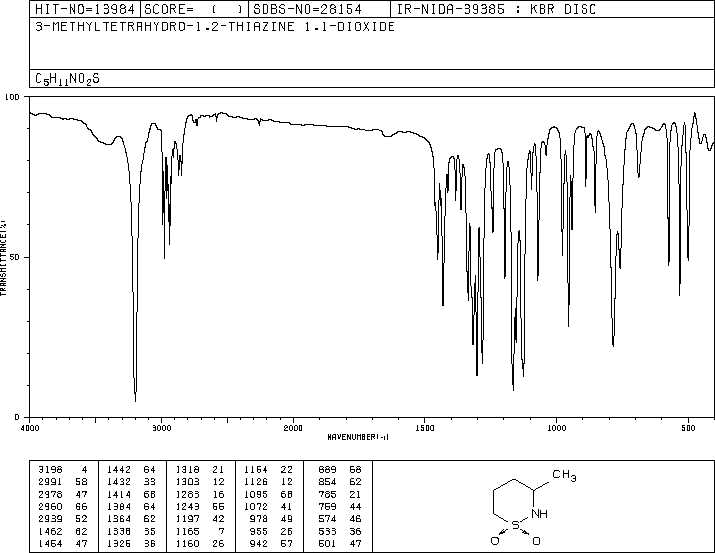 HIT-NO=13984 SCORE= ( ) SDBS-NO=28154 IR-NIDA-39385 : KBR DISC
3-METHYLTETRAHYDRO-1.2-THIAZINE 1.1-DIOXIDE
C5H11NO2S
100
50
0
TRANSMITTANCE(%)
4000 3000 2000 1500 1000 500
WAVENUMBER(-1)
3198 4 1442 64 1318 21 1154 22 889 68
2991 58 1432 33 1303 12 1126 12 854 62
2978 47 1414 66 1283 16 1095 68 785 21
2960 66 1384 64 1243 55 1072 41 759 44
2939 52 1364 62 1197 42 978 49 574 46
1462 62 1338 35 1165 7 955 26 533 36
1454 47 1325 36 1160 26 942 57 501 47
CH3
NH
S
O O